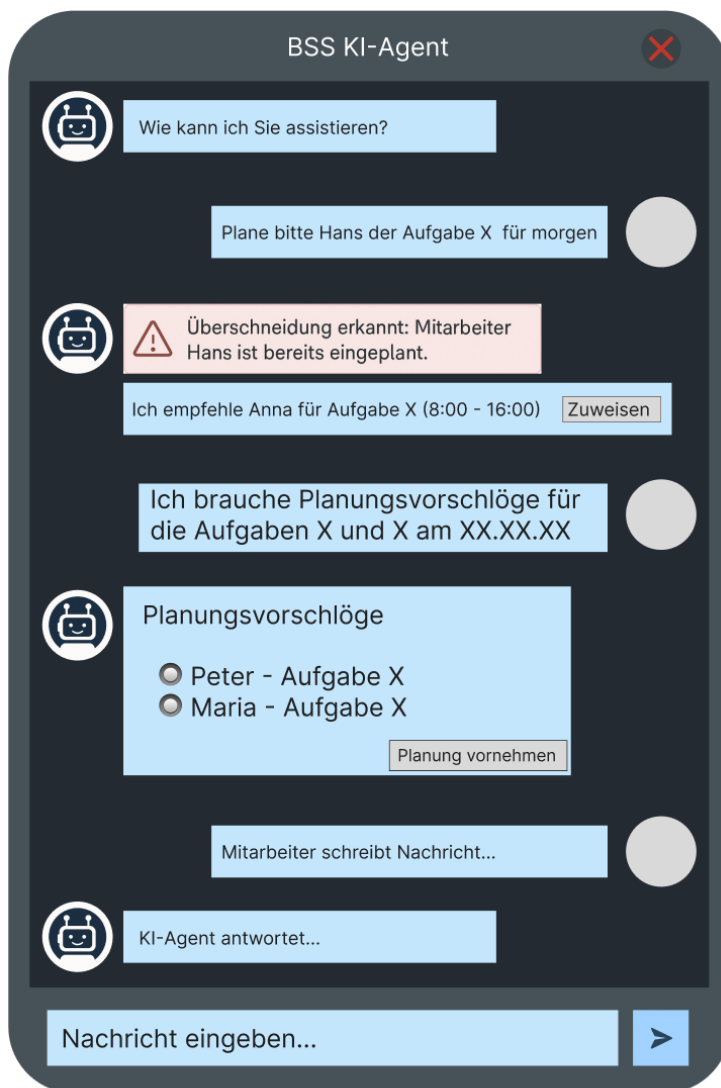 BSS KI-Agent
Wie kann ich Sie assistieren?
Plane bitte Hans der Aufgabe X für morgen
Überschneidung erkannt: Mitarbeiter
Hans ist bereits eingeplant.
Ich empfehle Anna für Aufgabe X (8:00 - 16:00)
Zuweisen
Ich brauche Planungsvorschlöge für
die Aufgaben X und X am XX.XX.XX
Planungsvorschlöge
Peter - Aufgabe X
Maria - Aufgabe X
Planung vornehmen
Mitarbeiter schreibt Nachricht...
KI-Agent antwortet...
Nachricht eingeben...